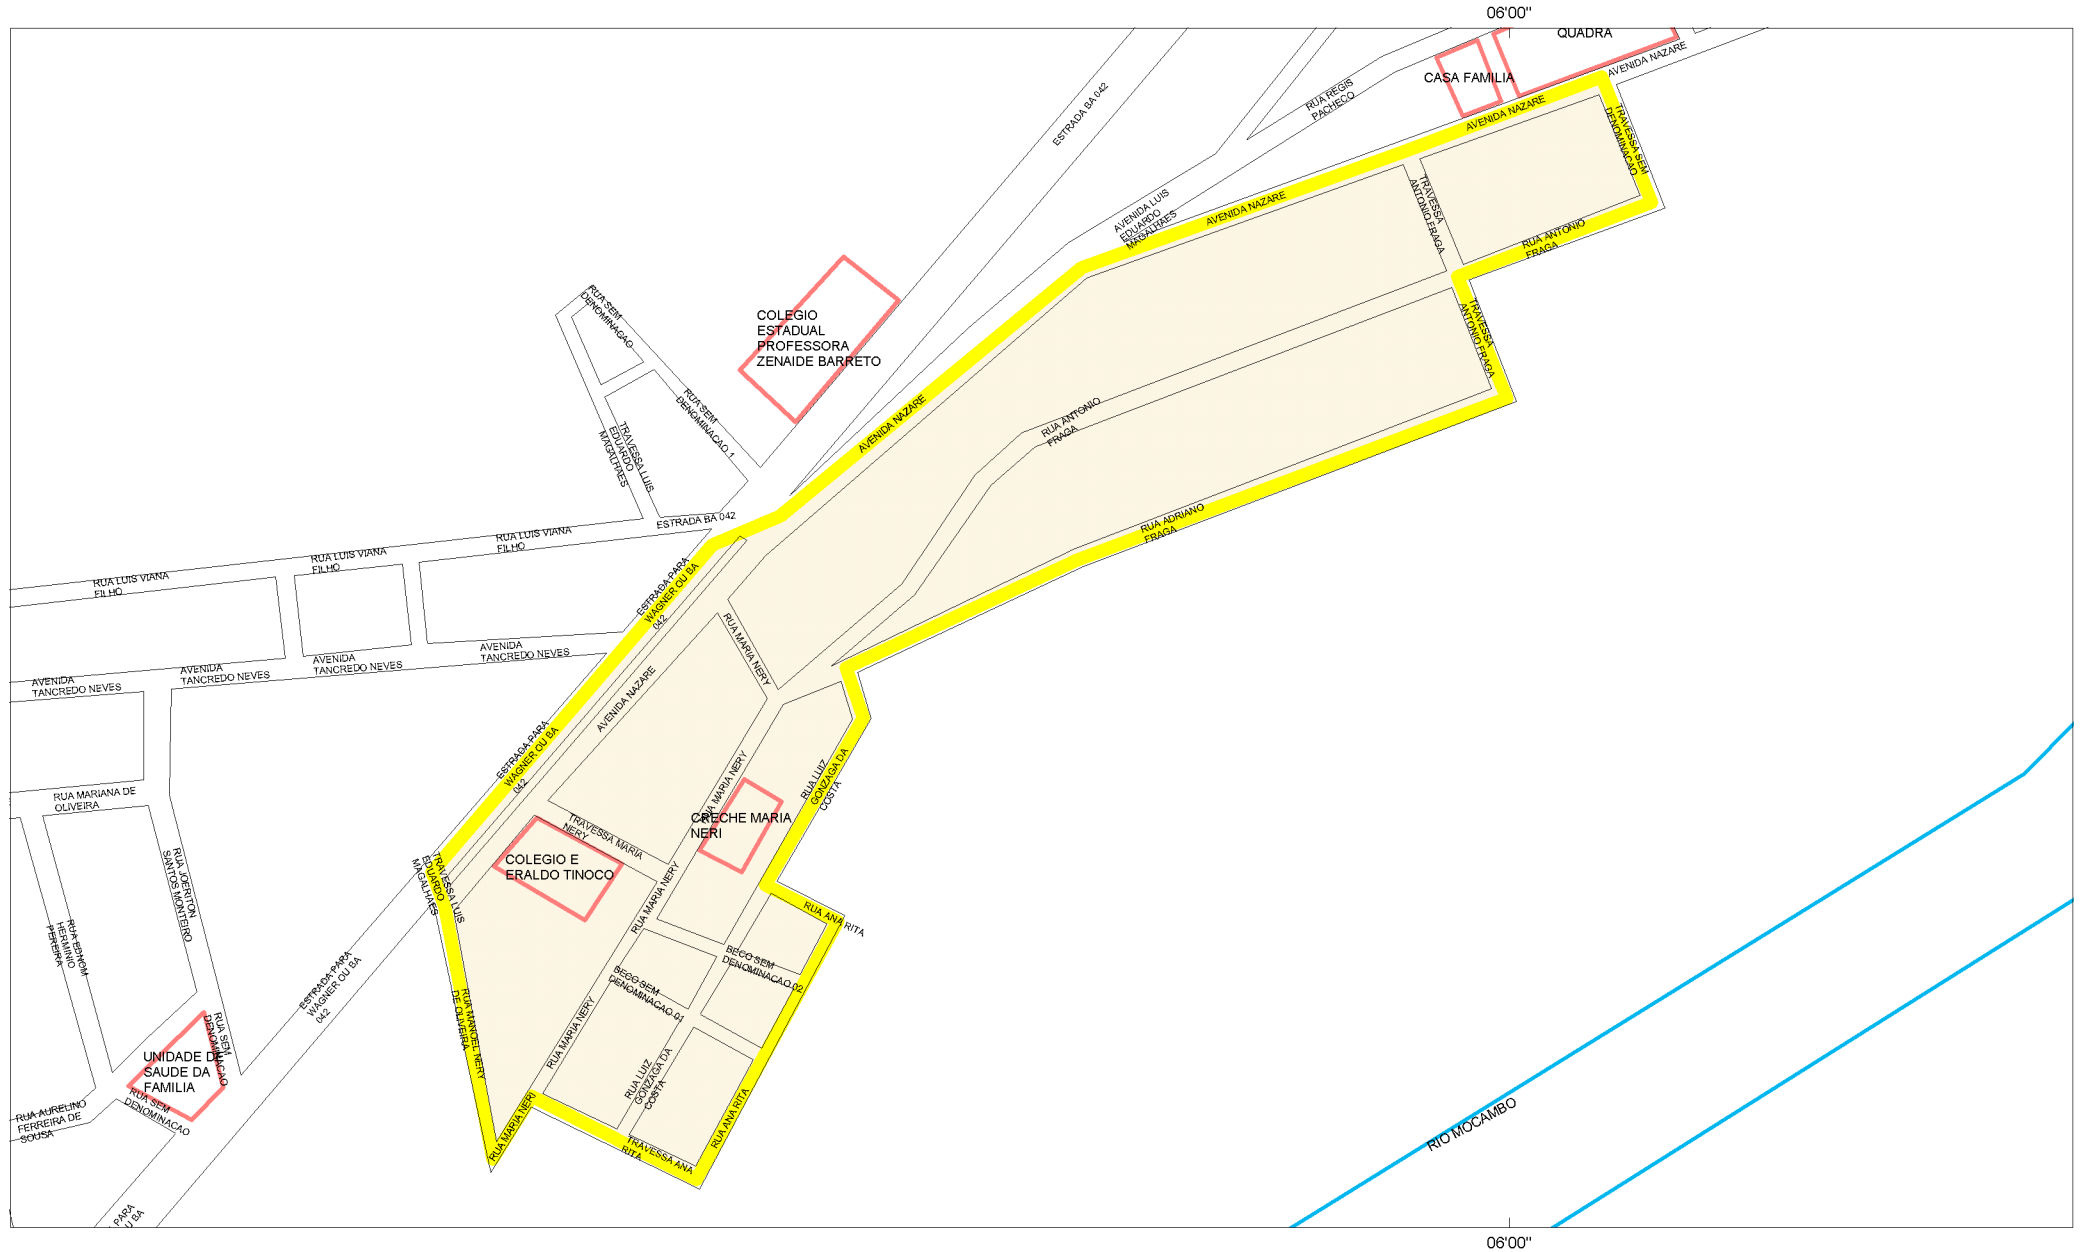 06'00"
QUADRA
AVENIDA NAZARE
CASA FAMILIA
RUA REGIS
PACHECO
ESTRADA BA 042
AVENIDA NAZARE
TRAVESSA SEM
DENOMINACAO
AVENIDA LUIS
EDUARDO
MAGALHAES
AVENIDA NAZARE
TRAVESSA
ANTONIO FRAGA
RUA ANTONIO
FRAGA
RUA SEM
DENOMINACAO
COLEGIO
ESTADUAL
PROFESSORA
ZENAIDE BARRETO
TRAVESSA
ANTONIO FRAGA
RUA SEM
DENOMINACAO 1
AVENIDA NAZARE
RUA ANTONIO
FRAGA
TRAVESSA LUIS
EDUARDO
MAGALHAES
ESTRADA BA 042
RUA ADRIANO
FRAGA
RUA LUIS VIANA
FILHO
RUA LUIS VIANA
FILHO
RUA LUIS VIANA
FILHO
ESTRADA PARA
WAGNER OU BA
042
RUA MARIA NERY
AVENIDA
TANCREDO NEVES
AVENIDA
TANCREDO NEVES
AVENIDA
TANCREDO NEVES
AVENIDA
TANCREDO NEVES
AVENIDA NAZARE
ESTRADA PARA
WAGNER OU BA
042
RUA MARIA NERY
RUA LUIZ
GONZAGA DA
COSTA
RUA MARIANA DE
OLIVEIRA
CRECHE MARIA
NERI
TRAVESSA MARIA
NERY
COLEGIO E
ERALDO TINOCO
TRAVESSA LUIS
EDUARDO
MAGALHAES
RUA JOERITON
SANTOS MONTEIRO
RUA MARIA NERY
RUA ANA RITA
RUA EDNOM
HERMINIO
PEREIRA
BECO SEM
DENOMINACAO 02
BECO SEM
DENOMINACAO 01
ESTRADA PARA
WAGNER OU BA
042
RUA MANOEL NERY
DE OLIVEIRA
RUA MARIA NERY
RUA SEM
DENOMINACAO
UNIDADE DE
SAUDE DA
FAMILIA
RUA LUIZ
GONZAGA DA
COSTA
RUA SEM
DENOMINACAO
RUA AURELINO
FERREIRA DE
SOUSA
RUA MARIA NERI
RUA ANA RITA
TRAVESSA ANA
RITA
RIO MOCAMBO
PARA
U BA
06'00"